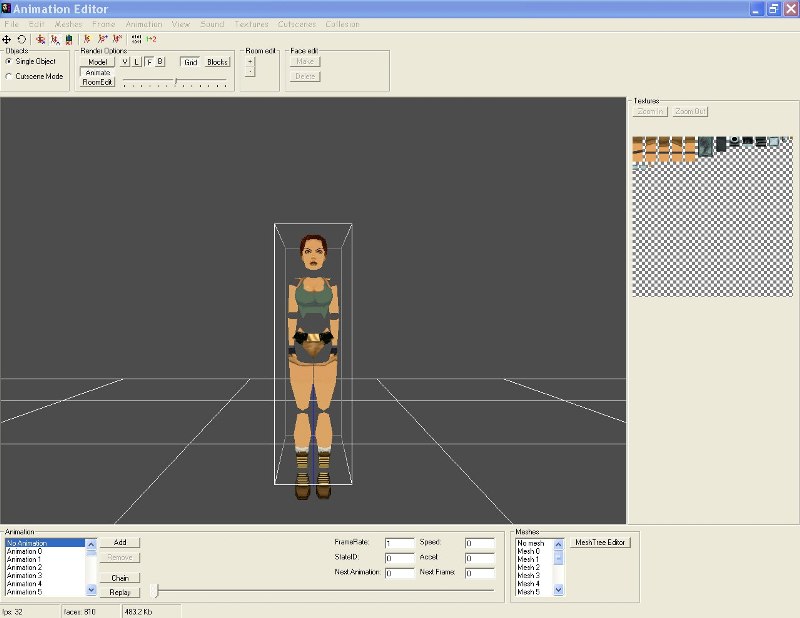 Animation Editor
File Edit Meshes Frame Animation View Sound Textures Cutscenes Collision
1+2
Objects
Single Object
Cutscene Mode
Render Options
Model V L F B Grid Blocks
Animate
RoomEdit
Room edit
+
-
Face edit
Make
Delete
Textures
Zoom In Zoom Out
Animation
No Animation
Animation 0
Animation 1
Animation 2
Animation 3
Animation 4
Animation 5
Add
Remove
Chain
Replay
FrameRate: 1 Speed: 0
StateID: 0 Accel: 0
Next Animation: 0 Next Frame: 0
Meshes
No mesh
Mesh 0
Mesh 1
Mesh 2
Mesh 3
Mesh 4
Mesh 5
MeshTree Editor
fps: 32 faces: 810 483.2 Kb